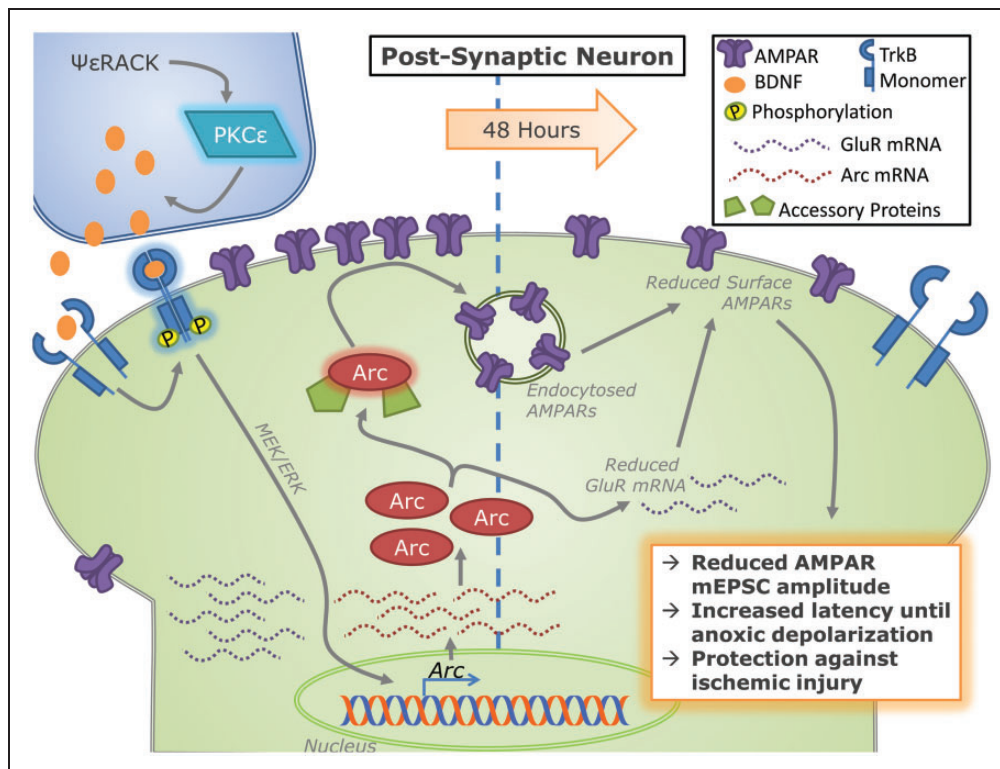 ΨεRACK
PKCε
Post-Synaptic Neuron
48 Hours
AMPAR
BDNF
TrkB
Monomer
P Phosphorylation
GluR mRNA
Arc mRNA
Accessory Proteins
P
P
MEK/ERK
Arc
Endocytosed
AMPARs
Reduced Surface
AMPARs
Reduced
GluR mRNA
Arc
Arc
Arc
Arc
Nucleus
→ Reduced AMPAR
mEPSC amplitude
→ Increased latency until
anoxic depolarization
→ Protection against
ischemic injury